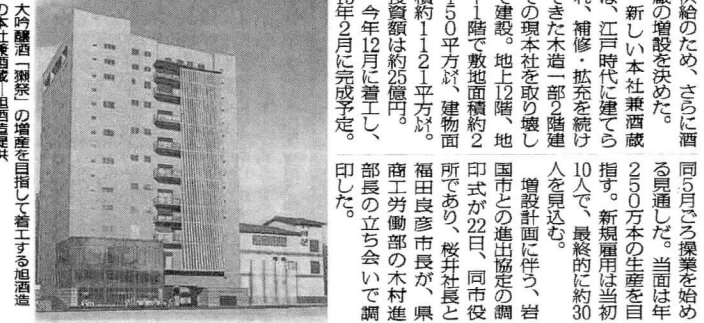 供給のため、さらに酒
蔵の増設を決めた。
新しい本社兼酒蔵
は、江戸時代に建てら
れ、補修・拡充を続け
てきた木造一部2階建
ての現本社を取り壊し
て建設。地上12階、地
下1階で敷地面積約2
150平方㍍、建物面
積約1121平方㍍。
投資額は約25億円。
今年12月に着工し、
15年2月に完成予定。
同5月ごろ操業を始め
る見通しだ。当面は年
250万本の生産を目
指す。新規雇用は当初
10人で、最終的に約30
人を見込む。
増設計画に伴う、岩
国市との進出協定の調
印式が22日、同市役
所であり、桜井社長と
福田良彦市長が、県
商工労働部の木村進
部長の立ち会いで調
印した。
大吟醸酒「獺祭」の増産を目指して着工する旭酒造
の本社兼酒蔵＝旭酒造提供